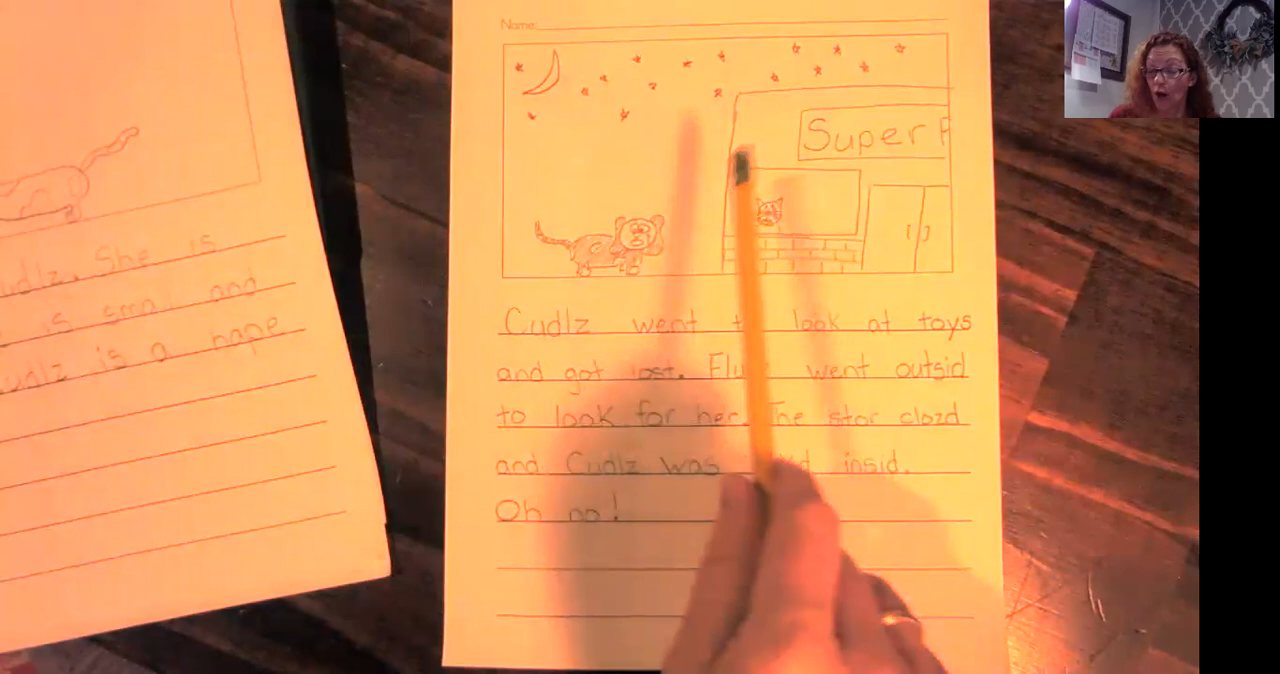 udlz. She is
is smal and
udlz is a hape
Name:
Super
Cudlz went look at toys
and got lost. went outsid
to look for her. The stor clozd
and Cudlz was insid.
Oh no!